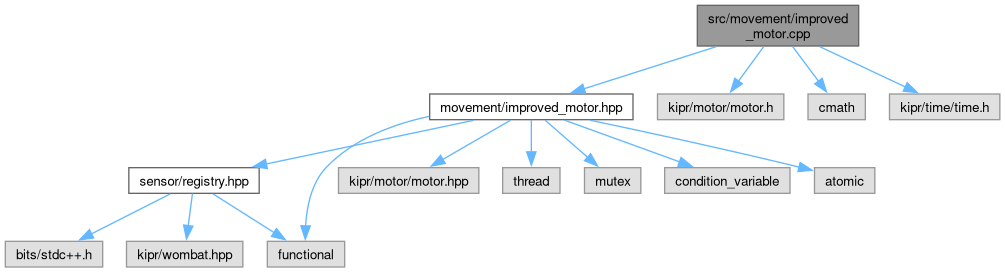 src/movement/improved
_motor.cpp
movement/improved_motor.hpp
kipr/motor/motor.h
cmath
kipr/time/time.h
sensor/registry.hpp
kipr/motor/motor.hpp
thread
mutex
condition_variable
atomic
bits/stdc++.h
kipr/wombat.hpp
functional